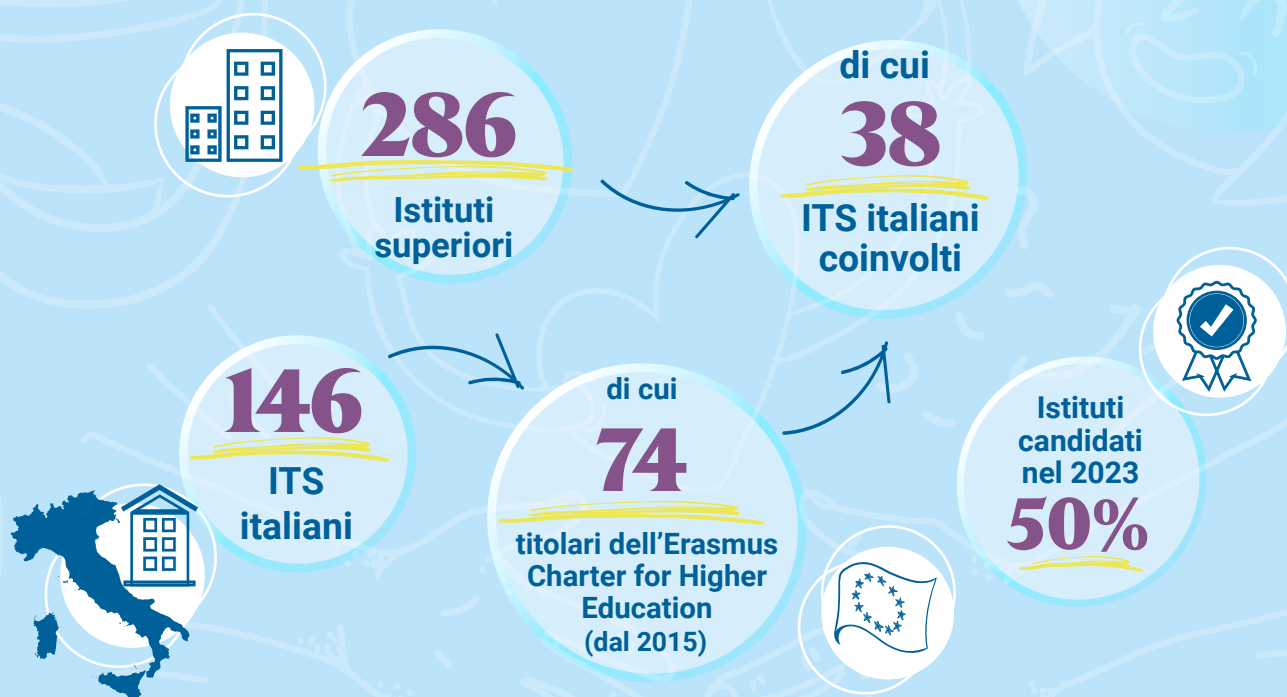 286
Istituti
superiori
di cui
38
ITS italiani
coinvolti
146
ITS
italiani
di cui
74
titolari dell'Erasmus
Charter for Higher
Education
(dal 2015)
Istituti
candidati
nel 2023
50%